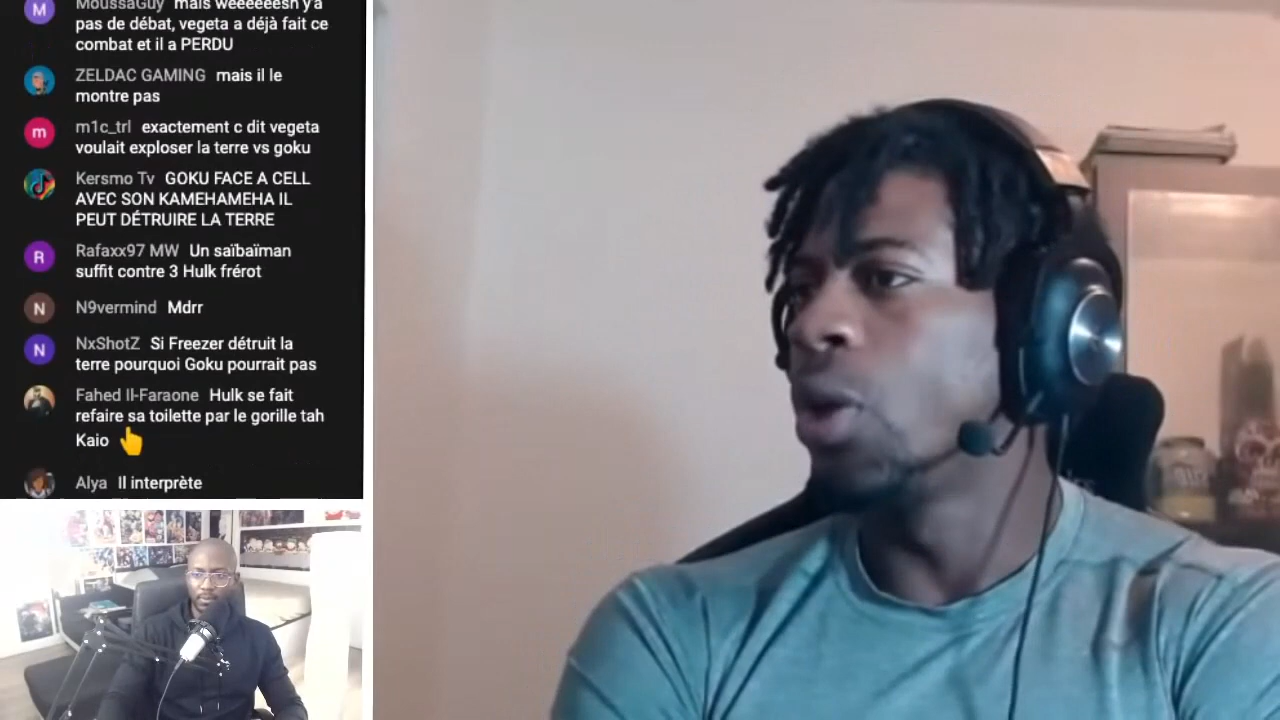 MoussaGuy mais weeeeeesh y'a
pas de débat, vegeta a déjà fait ce
combat et il a PERDU
ZELDAC GAMING mais il le
montre pas
m1c_trl exactement c dit vegeta
voulait exploser la terre vs goku
Kersmo Tv GOKU FACE A CELL
AVEC SON KAMEHAMEHA IL
PEUT DÉTRUIRE LA TERRE
Rafaxx97 MW Un saïbaïman
suffit contre 3 Hulk frérot
N9vermind Mdrr
NxShotZ Si Freezer détruit la
terre pourquoi Goku pourrait pas
Fahed Il-Faraone Hulk se fait
refaire sa toilette par le gorille tah
Kaio 👆
Alya Il interprète
M
m
R
N
N